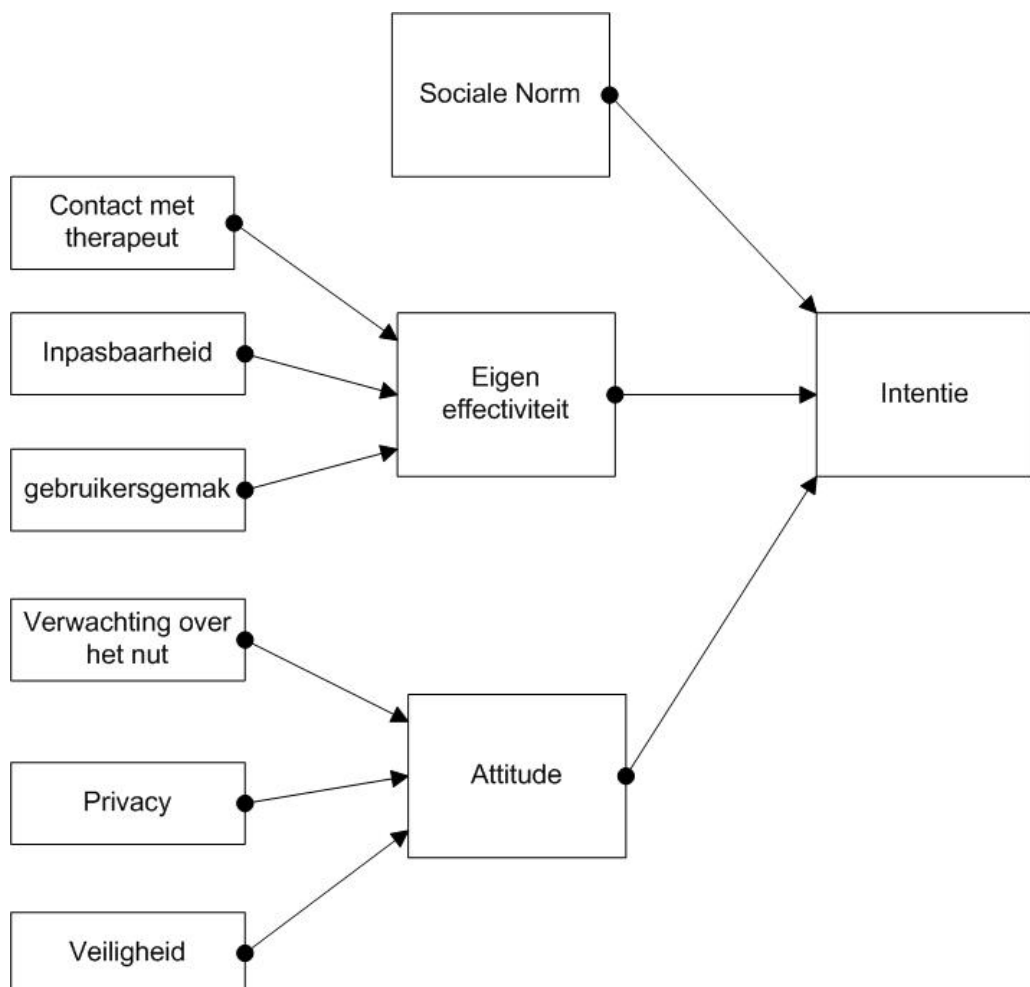 Sociale Norm
Contact met
therapeut
Inpasbaarheid
Eigen
effectiviteit
Intentie
gebruikersgemak
Verwachting over
het nut
Attitude
Privacy
Veiligheid